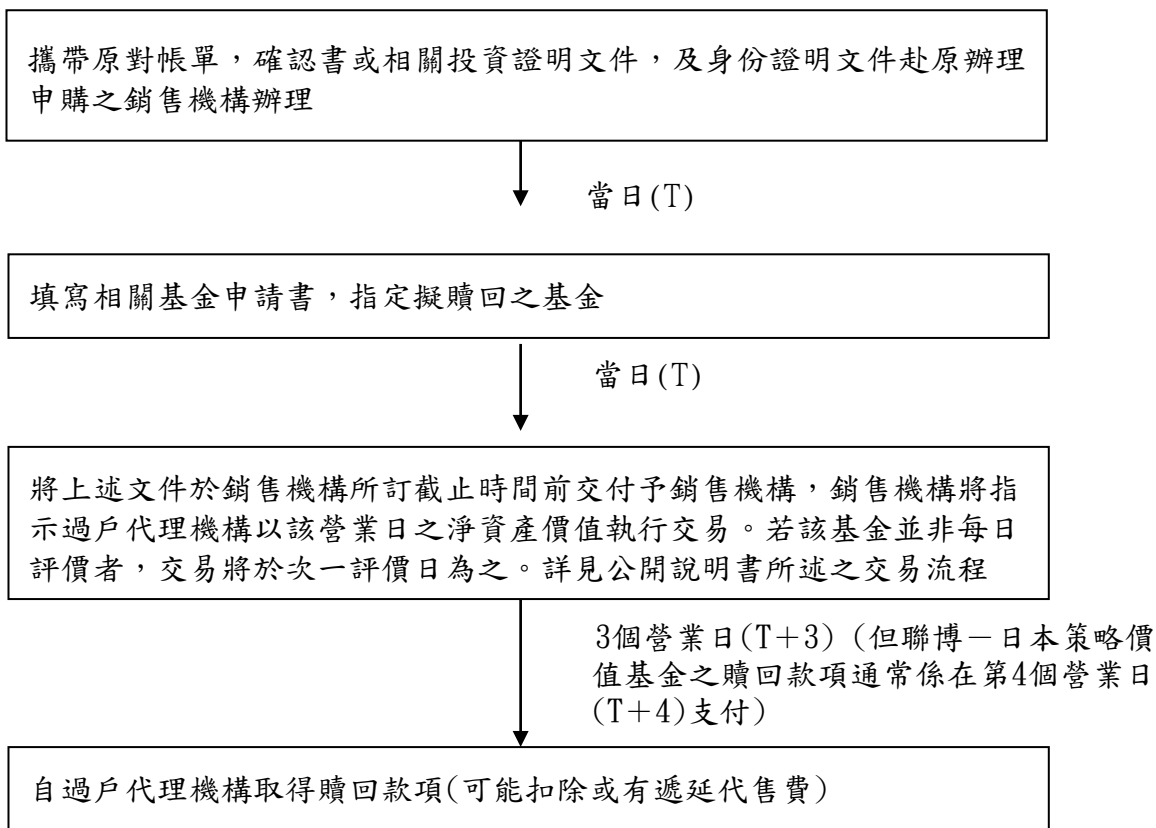 攜帶原對帳單，確認書或相關投資證明文件，及身份證明文件赴原辦理
申購之銷售機構辦理
當日(T)
填寫相關基金申請書，指定擬贖回之基金
當日(T)
將上述文件於銷售機構所訂截止時間前交付予銷售機構，銷售機構將指
示過戶代理機構以該營業日之淨資產價值執行交易。若該基金並非每日
評價者，交易將於次一評價日為之。詳見公開說明書所述之交易流程
3個營業日(T＋3) (但聯博－日本策略價
值基金之贖回款項通常係在第4個營業日
(T＋4)支付)
自過戶代理機構取得贖回款項(可能扣除或有遞延代售費)